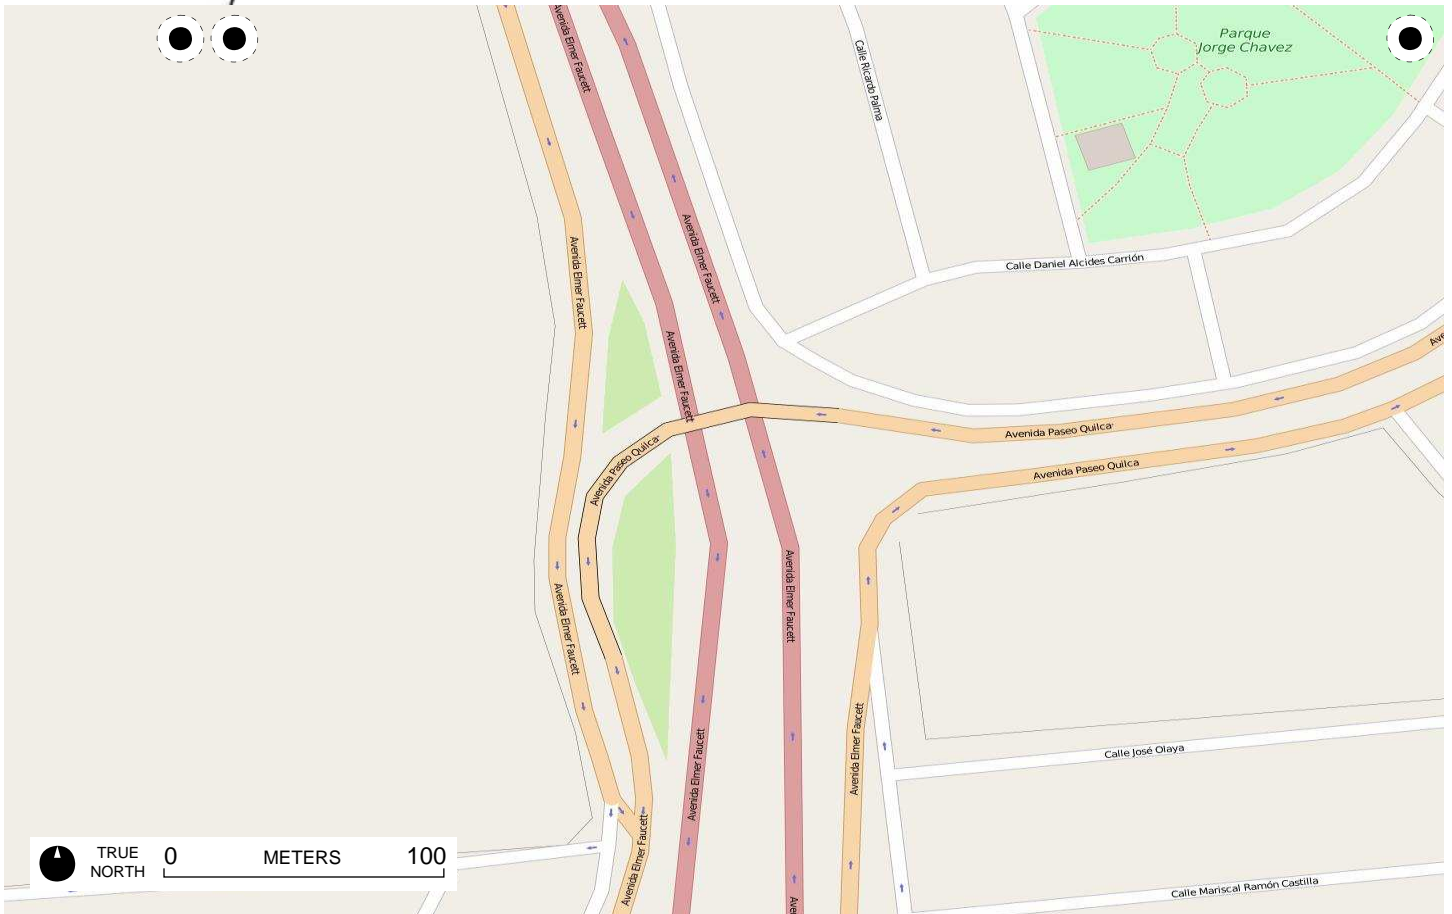 Parque
Jorge Chavez
Avenida Elmer Faucett
Calle Ricardo Palma
Avenida Elmer Faucett
Avenida Elmer Faucett
Calle Daniel Alcides Carrión
Avenida Elmer Faucett
Avenida Paseo Quilca
Avenida Paseo Quilca
Avenida Paseo Quilca
Avenida Elmer Faucett
Avenida Elmer Faucett
Avenida Elmer Faucett
Avenida Elmer Faucett
Calle José Olaya
Avenida Elmer Faucett
TRUE
NORTH
0 METERS 100
Calle Mariscal Ramón Castilla